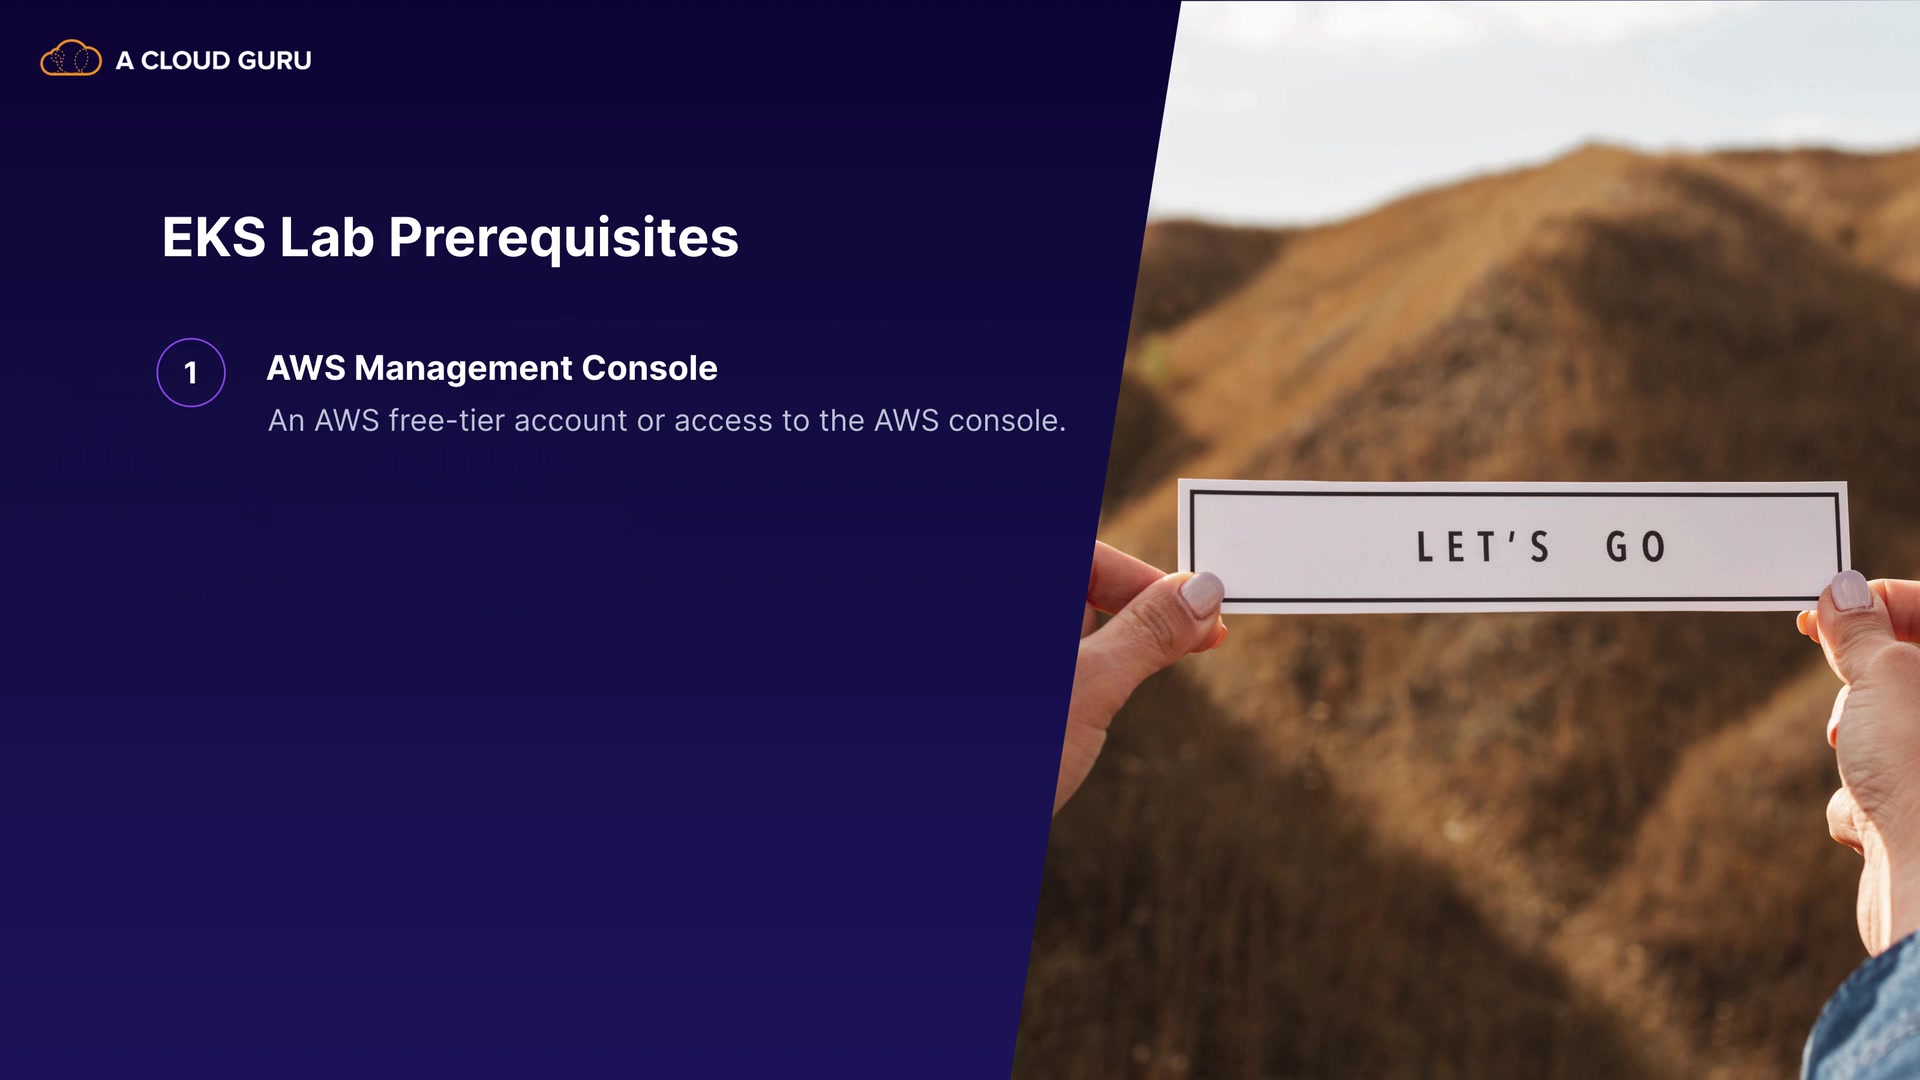 A CLOUD GURU
EKS Lab Prerequisites
1
AWS Management Console
An AWS free-tier account or access to the AWS console.
LET'S GO